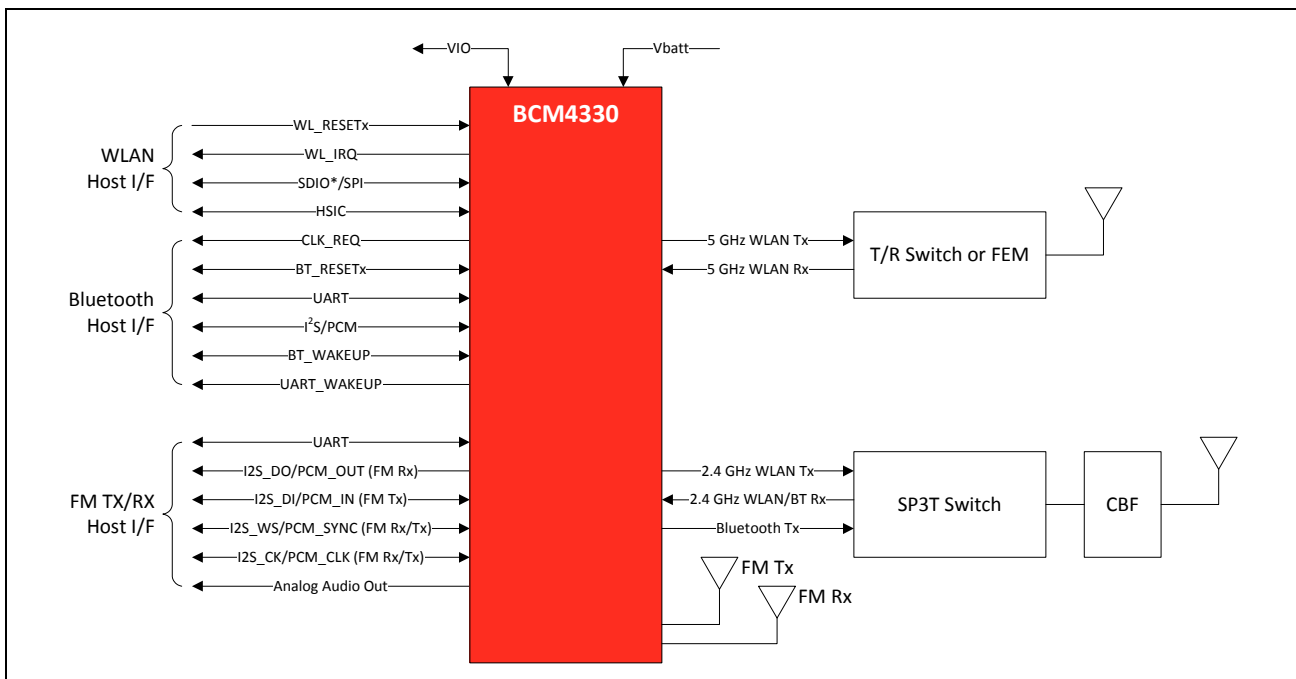 VIO
Vbatt
BCM4330
WLAN
Host I/F
WL_RESETx
WL_IRQ
SDIO*/SPI
HSIC
Bluetooth
Host I/F
CLK_REQ
BT_RESETx
UART
I²S/PCM
BT_WAKEUP
UART_WAKEUP
FM TX/RX
Host I/F
UART
I2S_DO/PCM_OUT (FM Rx)
I2S_DI/PCM_IN (FM Tx)
I2S_WS/PCM_SYNC (FM Rx/Tx)
I2S_CK/PCM_CLK (FM Rx/Tx)
Analog Audio Out
5 GHz WLAN Tx
5 GHz WLAN Rx
T/R Switch or FEM
2.4 GHz WLAN Tx
2.4 GHz WLAN/BT Rx
Bluetooth Tx
SP3T Switch
CBF
FM Tx
FM Rx